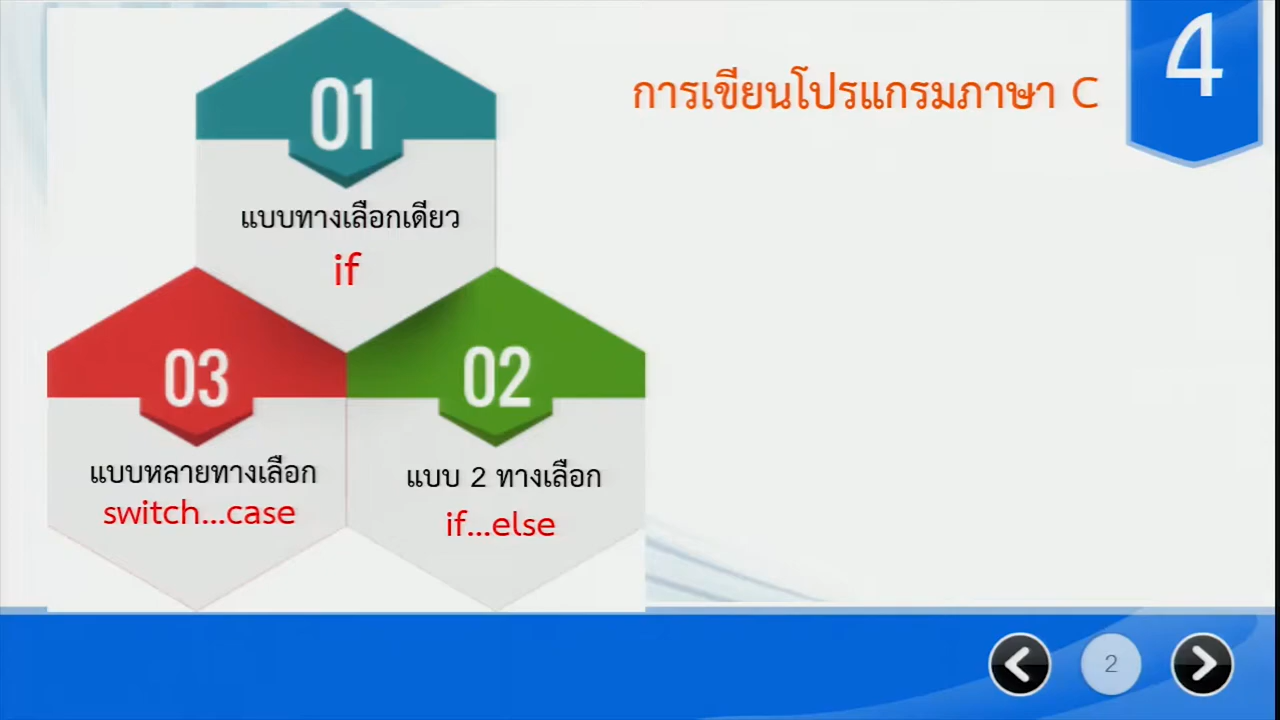 4
การเขียนโปรแกรมภาษา C
01
แบบทางเลือกเดียว
if
03
แบบหลายทางเลือก
switch...case
02
แบบ 2 ทางเลือก
if...else
2